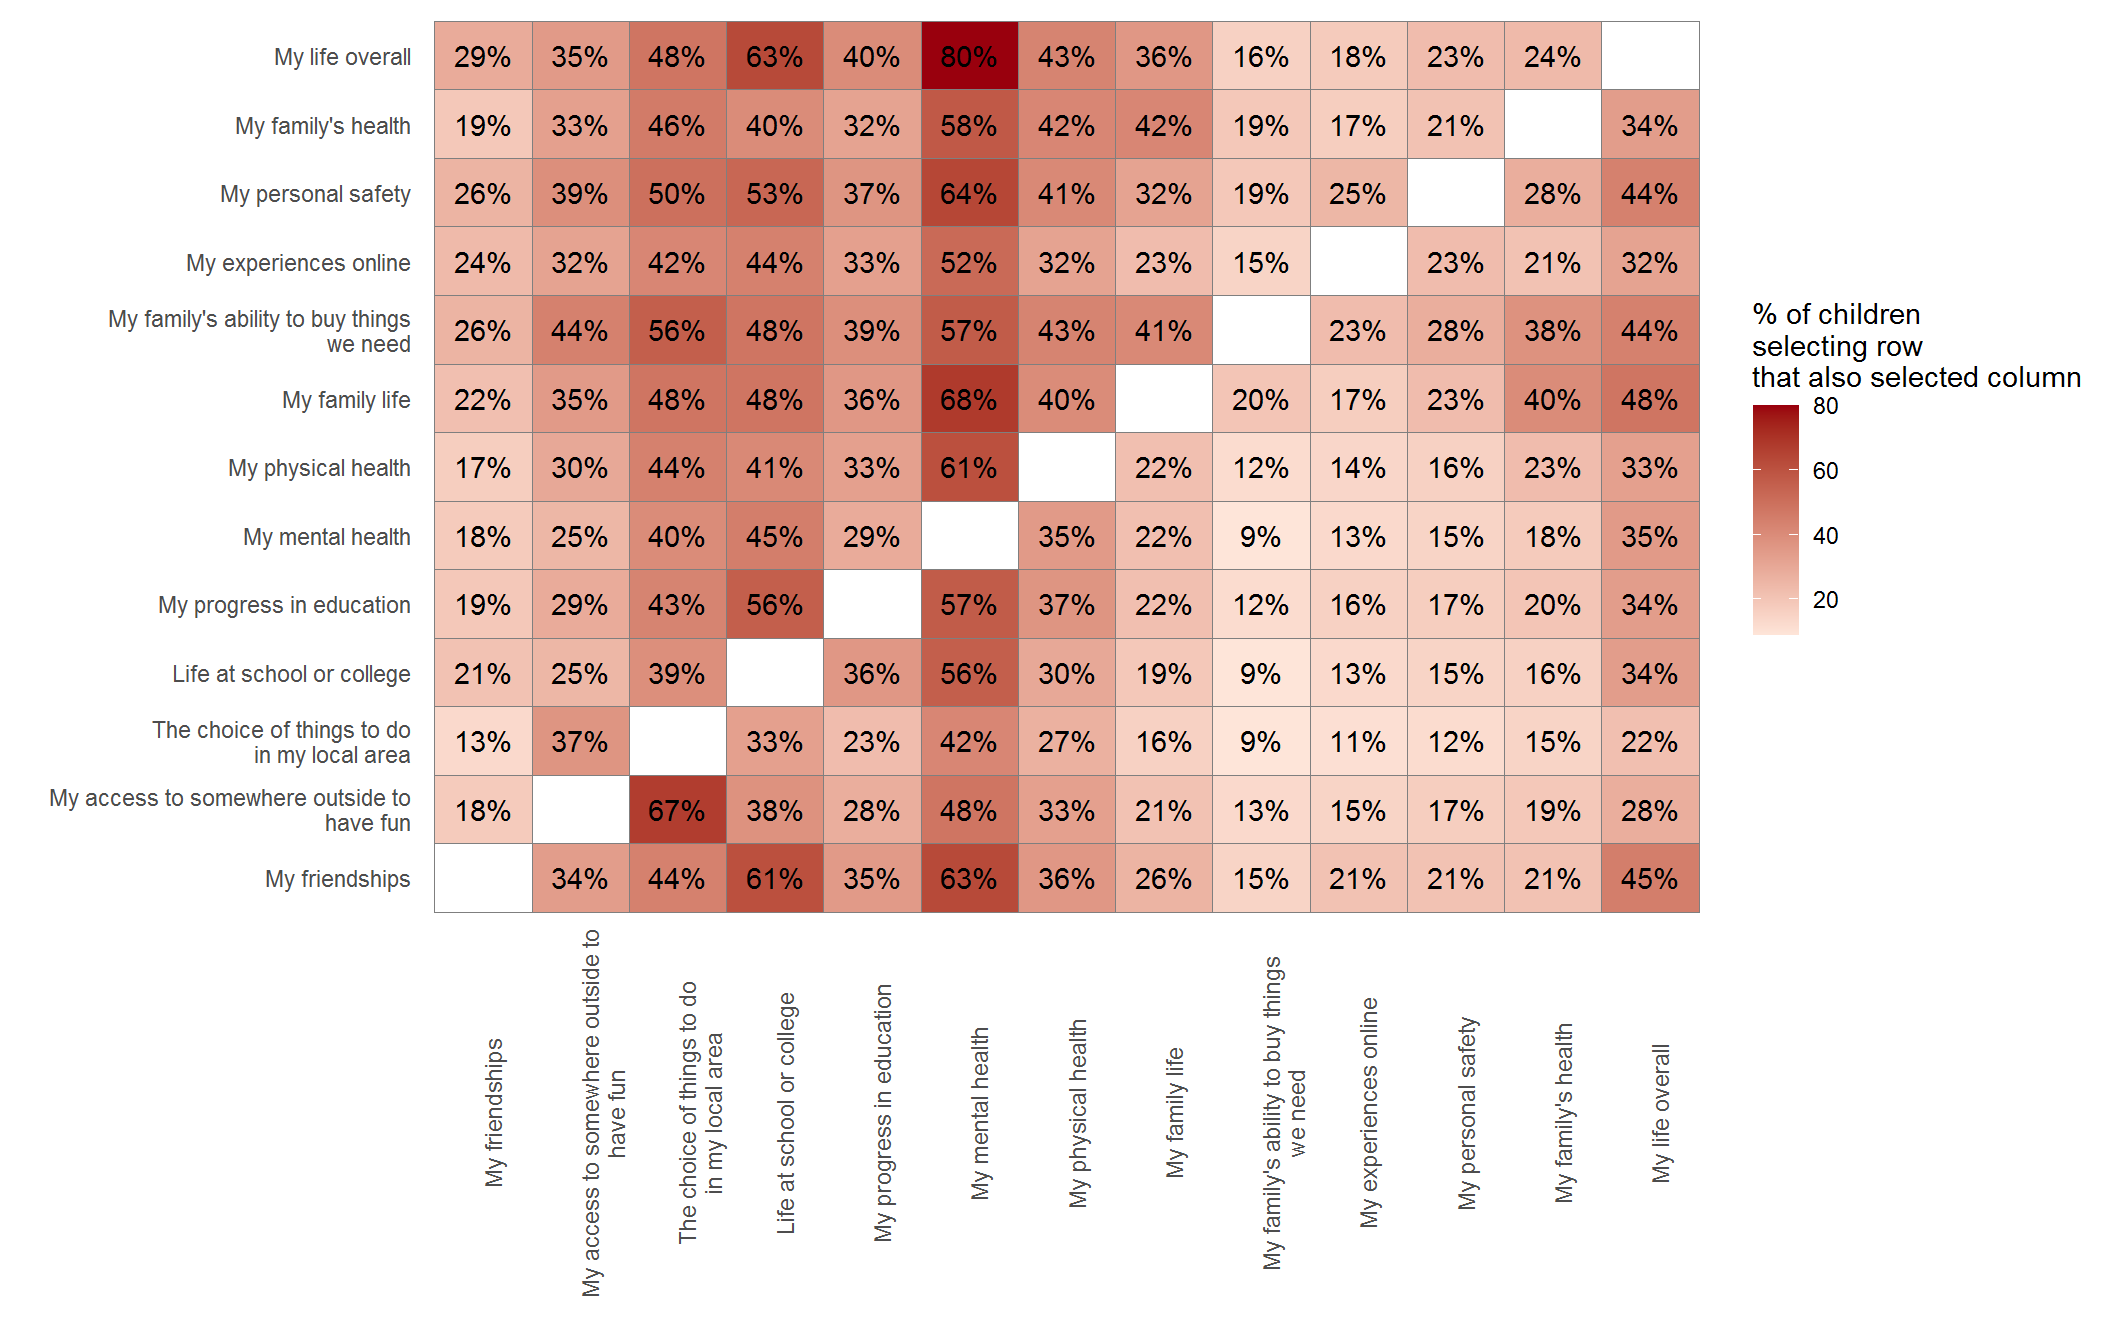 My life overall 29% 35% 48% 63% 40% 80% 43% 36% 16% 18% 23% 24%
My family's health 19% 33% 46% 40% 32% 58% 42% 42% 19% 17% 21% 34%
My personal safety 26% 39% 50% 53% 37% 64% 41% 32% 19% 25% 28% 44%
My experiences online 24% 32% 42% 44% 33% 52% 32% 23% 15% 23% 21% 32%
My family's ability to buy things
we need 26% 44% 56% 48% 39% 57% 43% 41% 23% 28% 38% 44%
My family life 22% 35% 48% 48% 36% 68% 40% 20% 17% 23% 40% 48%
My physical health 17% 30% 44% 41% 33% 61% 22% 12% 14% 16% 23% 33%
My mental health 18% 25% 40% 45% 29% 35% 22% 9% 13% 15% 18% 35%
My progress in education 19% 29% 43% 56% 57% 37% 22% 12% 16% 17% 20% 34%
Life at school or college 21% 25% 39% 36% 56% 30% 19% 9% 13% 15% 16% 34%
The choice of things to do
in my local area 13% 37% 33% 23% 42% 27% 16% 9% 11% 12% 15% 22%
My access to somewhere outside to
have fun 18% 67% 38% 28% 48% 33% 21% 13% 15% 17% 19% 28%
My friendships 34% 44% 61% 35% 63% 36% 26% 15% 21% 21% 21% 45%
My friendships
My access to somewhere outside to
have fun
The choice of things to do
in my local area
Life at school or college
My progress in education
My mental health
My physical health
My family life
My family's ability to buy things
we need
My experiences online
My personal safety
My family's health
My life overall
% of children
selecting row
that also selected column
80
60
40
20